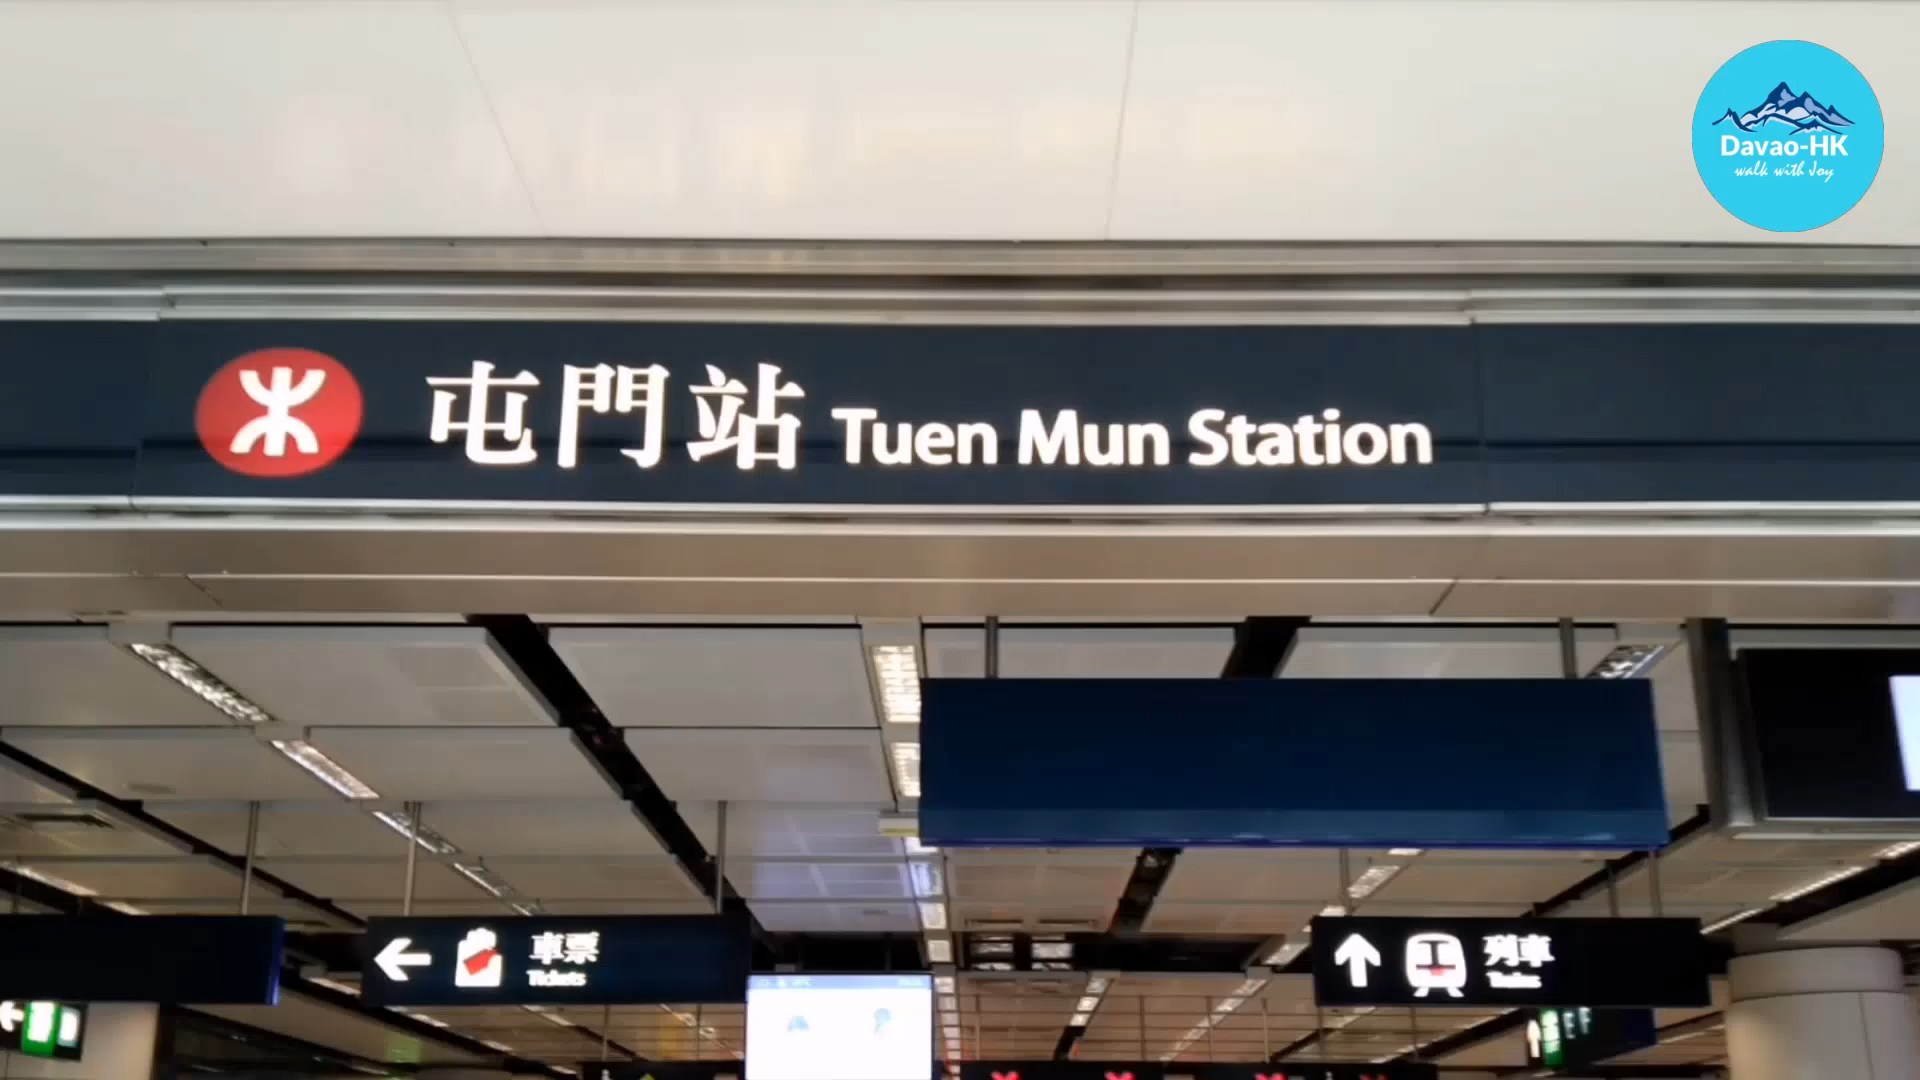 Davao-HK
walk with Joy
屯門站 Tuen Mun Station
車票
Tickets
列車
Trains
E F